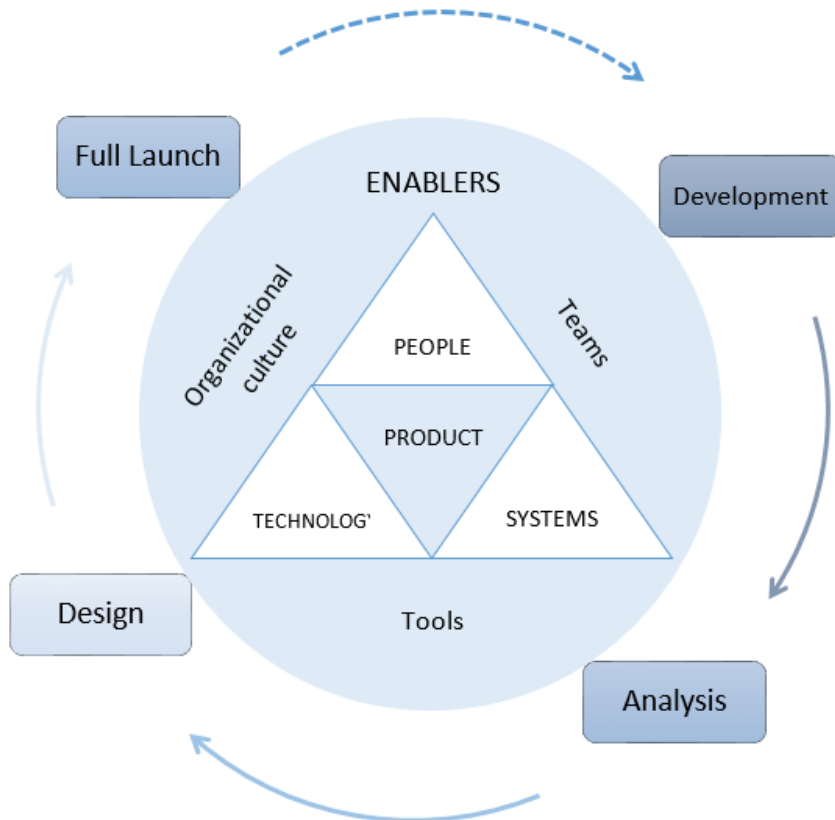 Full Launch
ENABLERS
Development
Organizational
culture
Teams
PEOPLE
PRODUCT
TECHNOLOG
SYSTEMS
Design
Tools
Analysis